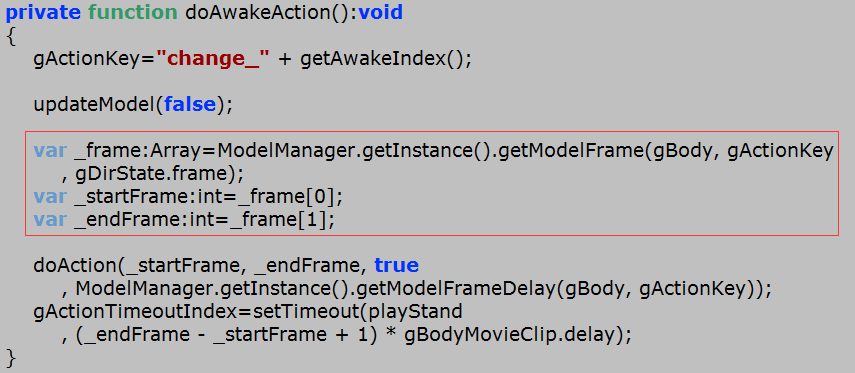 private function doAwakeAction():void
{
gActionKey="change_" + getAwakeIndex();
updateModel(false);
var _frame:Array=ModelManager.getInstance().getModelFrame(gBody, gActionKey
, gDirState.frame);
var _startFrame:int=_frame[0];
var _endFrame:int=_frame[1];
doAction(_startFrame, _endFrame, true
, ModelManager.getInstance().getModelFrameDelay(gBody, gActionKey));
gActionTimeoutIndex=setTimeout(playStand
, (_endFrame - _startFrame + 1) * gBodyMovieClip.delay);
}